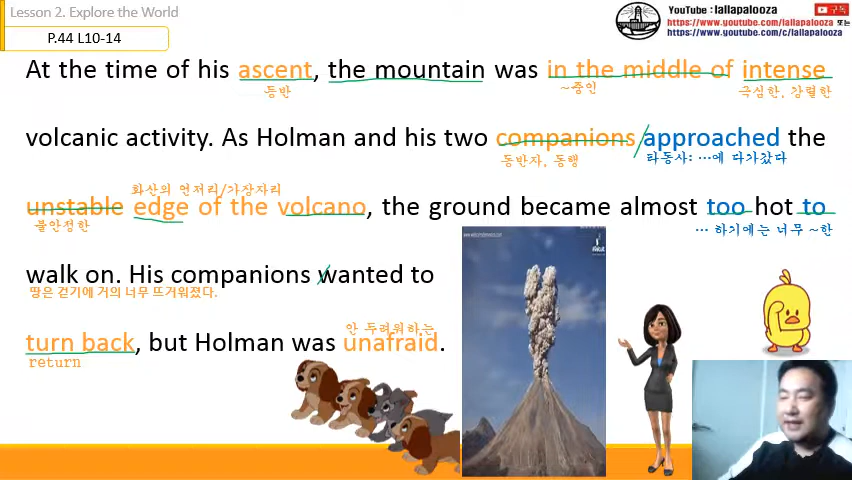 Lesson 2. Explore the World
P.44 L10-14
YouTube : lallapalooza
구독
https://www.youtube.com/lallapalooza 또는
https://www.youtube.com/c/lallapalooza
At the time of his ascent, the mountain was in the middle of intense
등반
~중인
극심한, 강렬한
volcanic activity. As Holman and his two companions approached the
동반자, 동행
타동사: …에 다가갔다
화산의 언저리/가장자리
unstable edge of the volcano, the ground became almost too hot to
불안정한
… 하기에는 너무 ~한
walk on. His companions wanted to
땅은 걷기에 거의 너무 뜨거워졌다.
안 두려워하는
turn back, but Holman was unafraid.
return